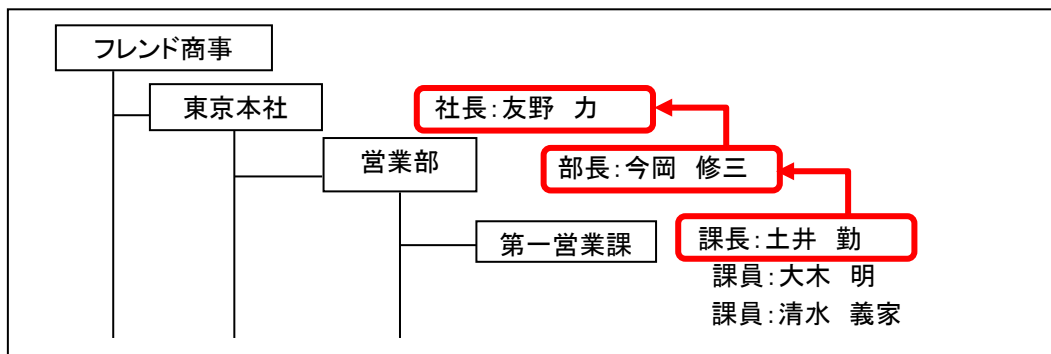 フレンド商事
東京本社
社長:友野 力
営業部
部長:今岡 修三
第一営業課
課長:土井 勤
課員:大木 明
課員:清水 義家